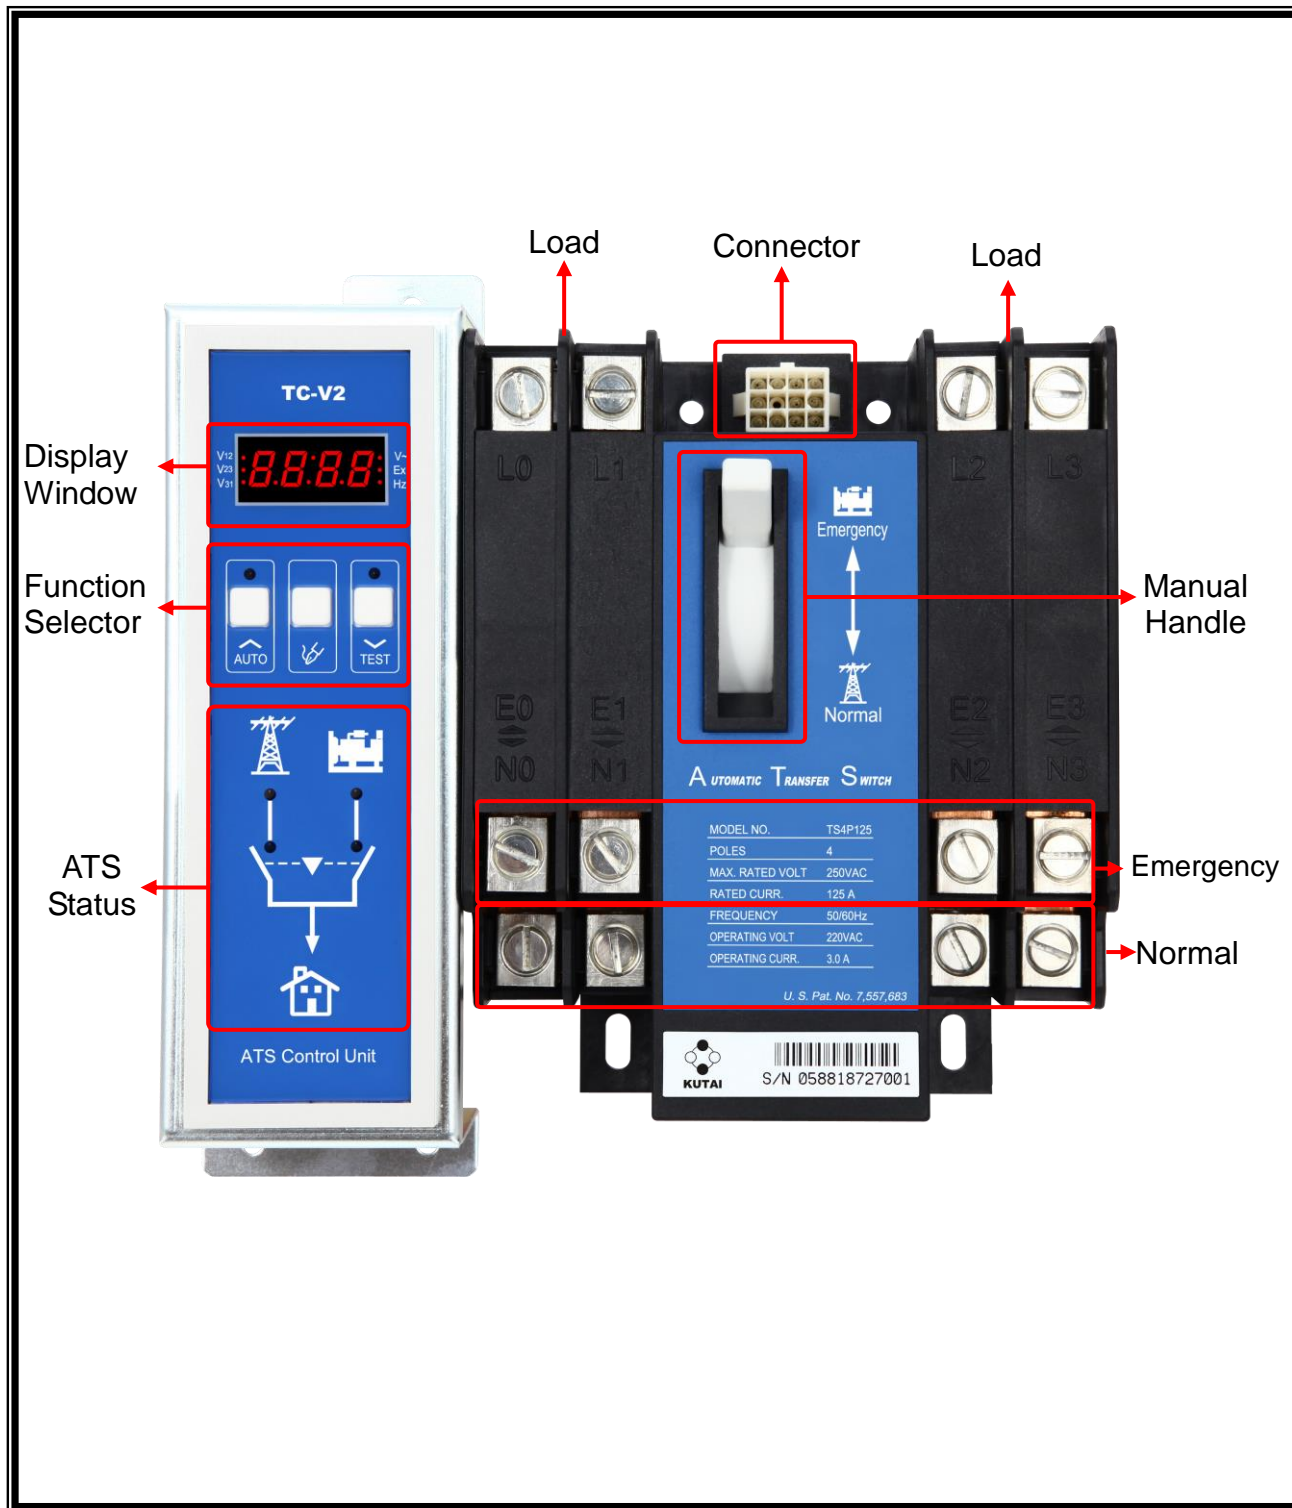 Load
Connector
Load
TC-V2
Display
Window
V12
V23
V31
8.8.8.8
V~
Ex
Hz
L0
L1
L2
L3
Emergency
Function
Selector
AUTO
TEST
Manual
Handle
Normal
E0
N0
E1
N1
E2
N2
E3
N3
AUTOMATIC TRANSFER SWITCH
MODEL NO. TS4P125
POLES 4
MAX. RATED VOLT 250VAC
RATED CURR. 125 A
FREQUENCY 50/60Hz
OPERATING VOLT 220VAC
OPERATING CURR. 3.0 A
U. S. Pat. No. 7,557,683
ATS
Status
Emergency
Normal
ATS Control Unit
KUTAI
S/N 058818727001